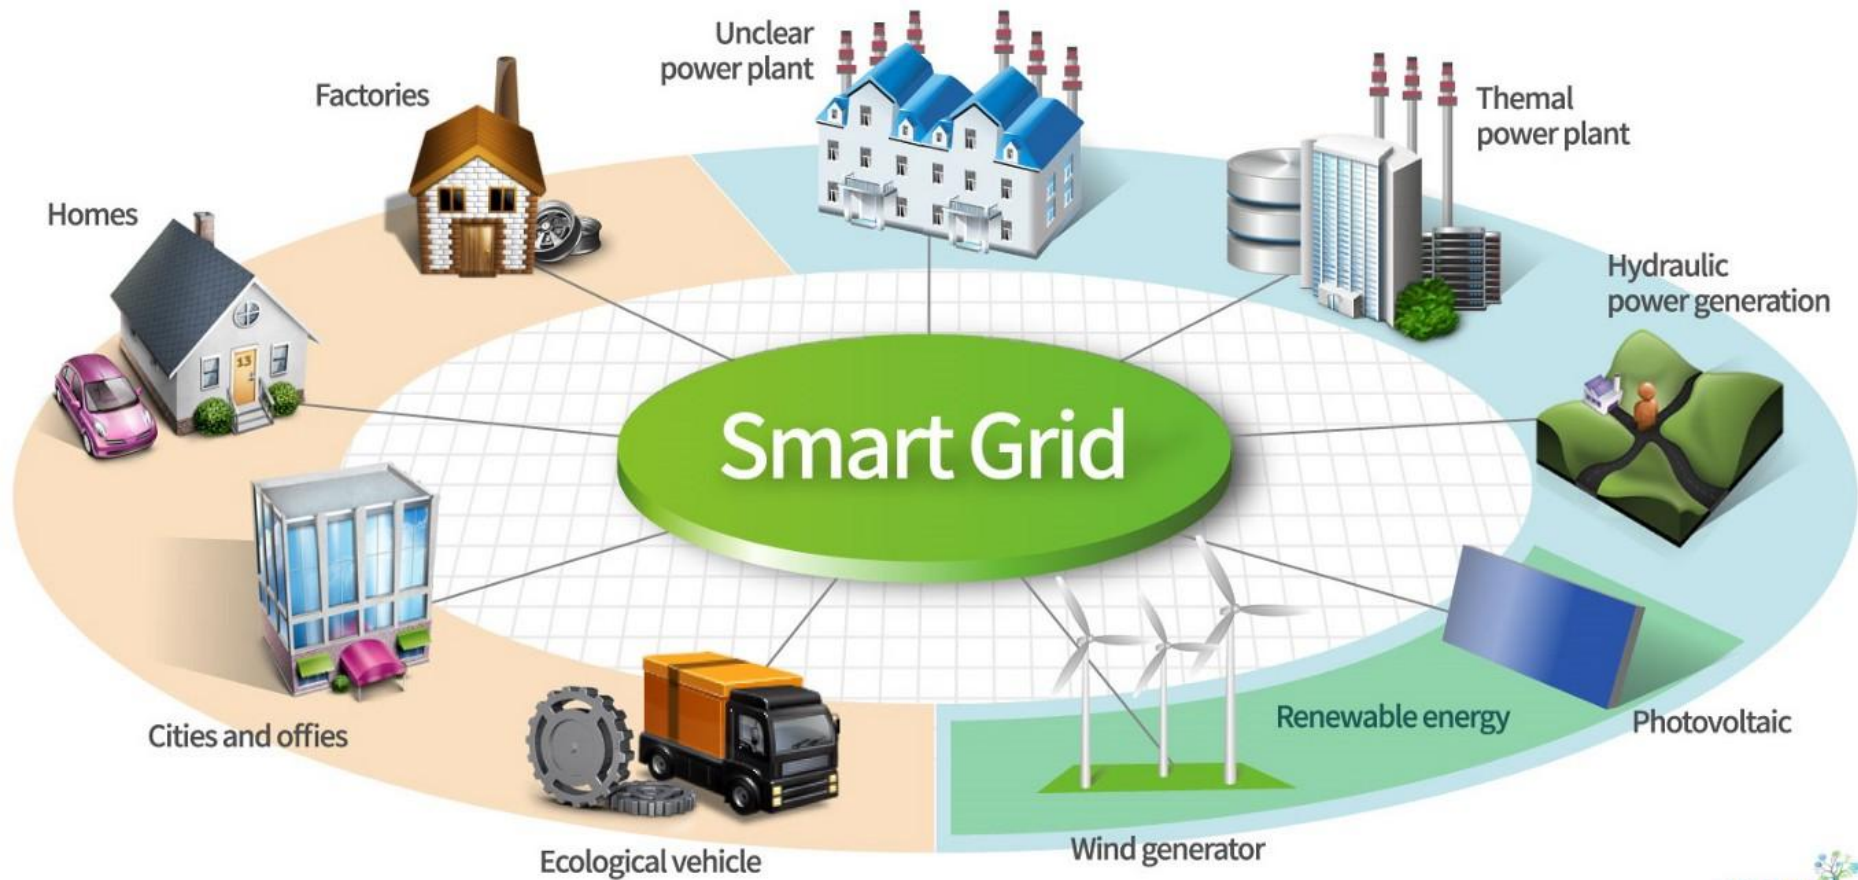 Unclear
power plant
Factories
Themal
power plant
Homes
Hydraulic
power generation
Smart Grid
13
Renewable energy
Photovoltaic
Cities and offies
Wind generator
Ecological vehicle